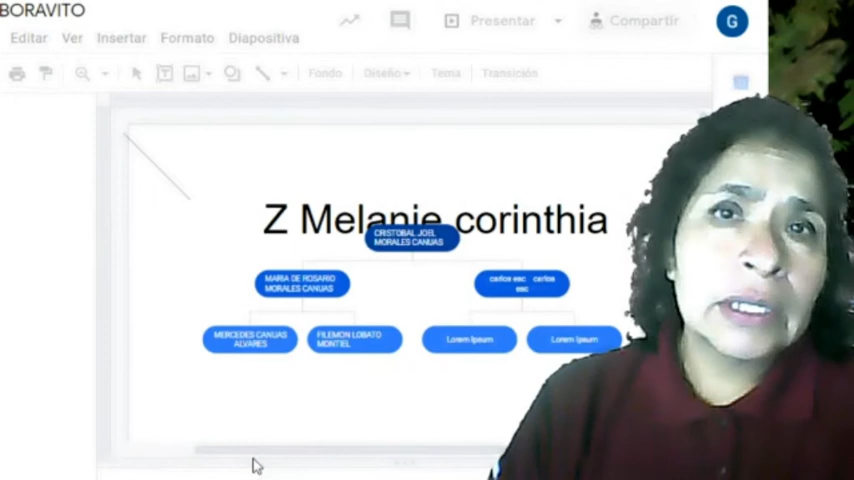 BORAVITO
Editar Ver Insertar Formato Diapositiva
Presentar
Compartir
G
Fondo Diseño Tema Transición
Z Melanie corinthia
CRISTOBAL JOEL
MORALES CANUAS
MARIA DE ROSARIO
MORALES CANUAS
carlos esc carlos
esc
MERCEDES CANUAS
ALVARES
FILEMON LOBATO
MONTIEL
Lorem Ipsum
Lorem Ipsum